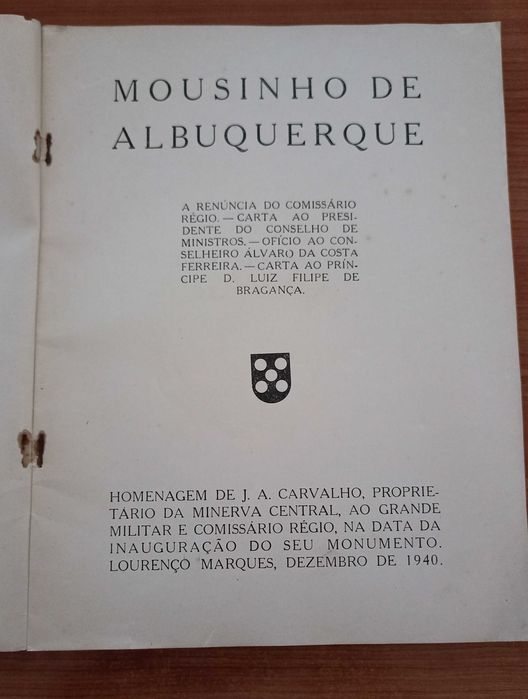 MOUSINHO DE
ALBUQUERQUE
A RENÚNCIA DO COMISSÁRIO
RÉGIO. — CARTA AO PRESI-
DENTE DO CONSELHO DE
MINISTROS. — OFÍCIO AO CON-
SELHEIRO ÁLVARO DA COSTA
FERREIRA. — CARTA AO PRÍN-
CIPE D. LUIZ FILIPE DE
BRAGANÇA.
HOMENAGEM DE J. A. CARVALHO, PROPRIE-
TÁRIO DA MINERVA CENTRAL, AO GRANDE
MILITAR E COMISSÁRIO RÉGIO, NA DATA DA
INAUGURAÇÃO DO SEU MONUMENTO.
LOURENÇO MARQUES, DEZEMBRO DE 1940.